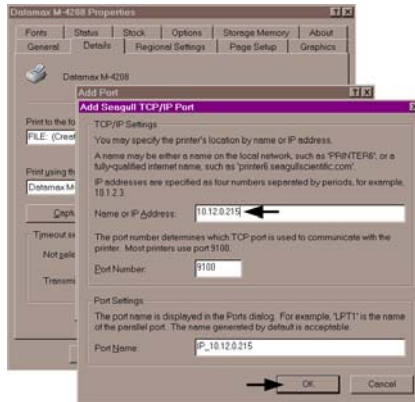 Datamax M-4208 Properties
Fonts Status Stock Options Storage Memory About
General Details Regional Settings Page Setup Graphics
Datamax M-4208
Print to the fo
FILE: (Creat
Print using th
Datamax M
Timeout se
Not sele
Transmi
Add Port
Add Seagull TCP/IP Port
TCP/IP Settings
You may specify the printer's location by name or IP address.
A name may be either a name on the local network, such as 'PRINTER6', or a
fully-qualified internet name, such as 'printer6.seagullscientific.com'.
IP addresses are specified as four numbers separated by periods, for example,
10.1.2.3.
Name or IP Address: 10.12.0.215
The port number determines which TCP port is used to communicate with the
printer. Most printers use port 9100.
Port Number: 9100
Port Settings
The port name is displayed in the Ports dialog. For example, 'LPT1' is the name
of the parallel port. The name generated by default is acceptable.
Port Name: IP_10.12.0.215
OK Cancel